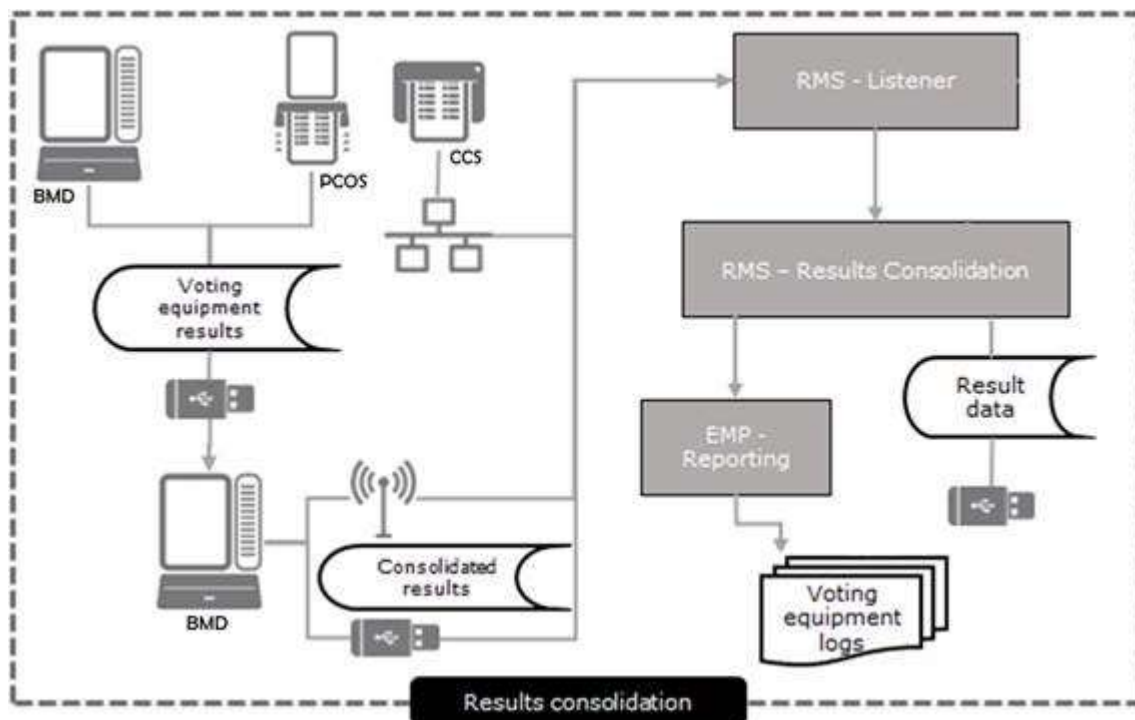 BMD
PCOS
CCS
Voting
equipment
results
BMD
Consolidated
results
RMS - Listener
RMS – Results Consolidation
EMP -
Reporting
Result
data
Voting
equipment
logs
Results consolidation